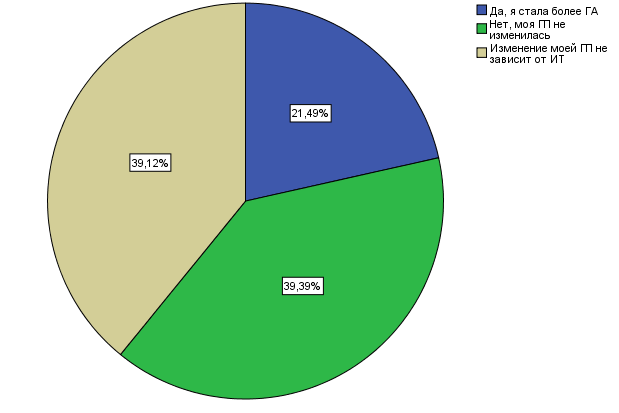 Да, я стала более ГА
Нет, моя ГП не
изменилась
Изменение моей ГП не
зависит от ИТ
21,49%
39,12%
39,39%